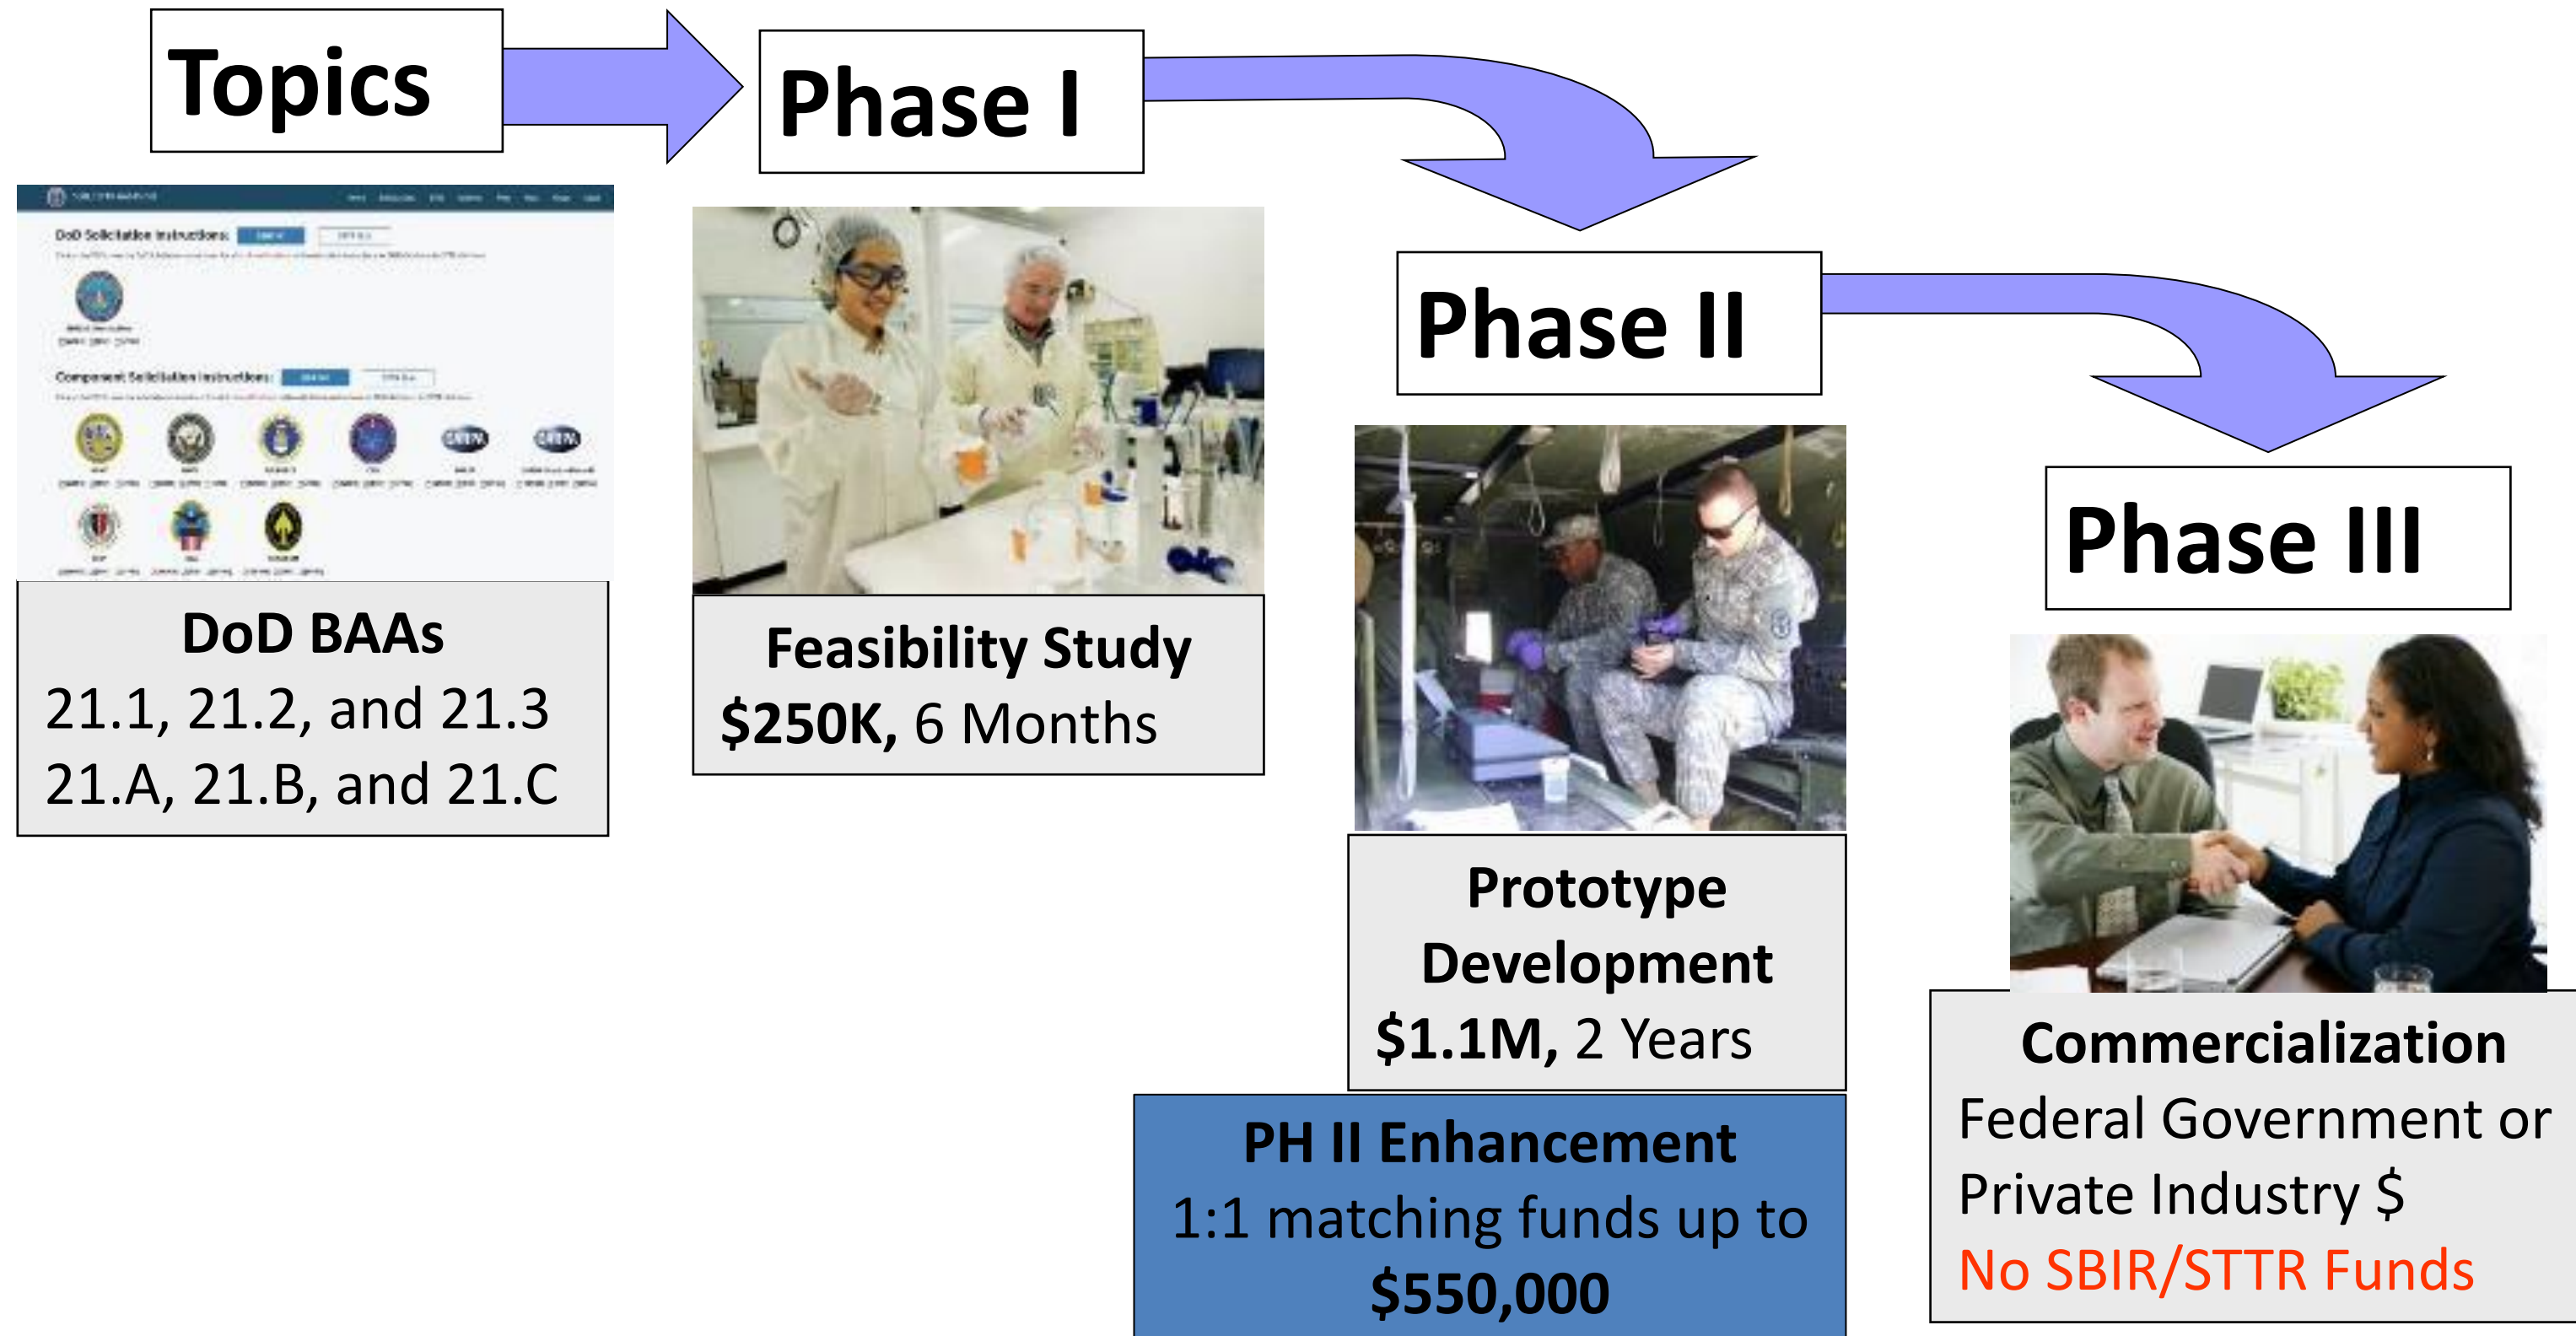 Topics
Phase I
Phase II
Phase III
DoD Solicitation Instructions:
Component Solicitation Instructions:
DoD BAAs
21.1, 21.2, and 21.3
21.A, 21.B, and 21.C
Feasibility Study
$250K, 6 Months
Prototype
Development
$1.1M, 2 Years
PH II Enhancement
1:1 matching funds up to
$550,000
Commercialization
Federal Government or
Private Industry $
No SBIR/STTR Funds